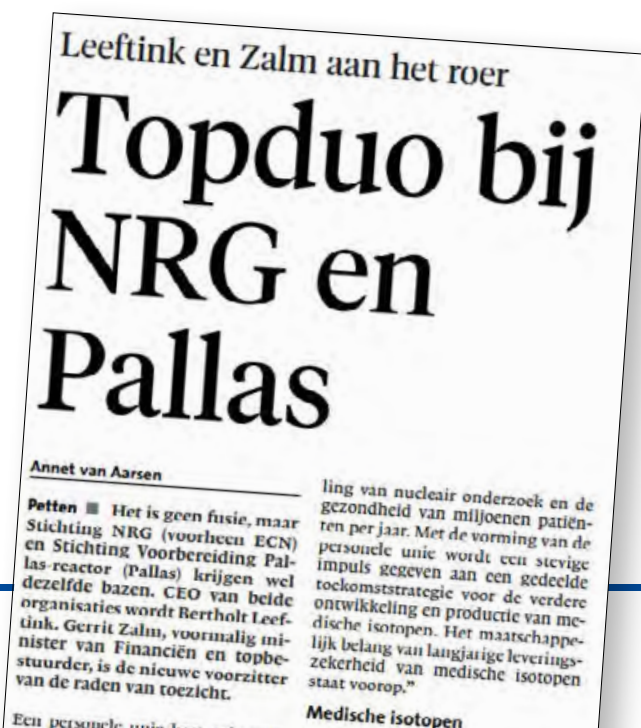 Leeftink en Zalm aan het roer
Topduo bij
NRG en
Pallas
Annet van Aarsen
Petten ■ Het is geen fusie, maar
Stichting NRG (voorheen ECN)
en Stichting Voorbereiding Pal-
las-reactor (Pallas) krijgen wel
dezelfde bazen. CEO van beide
organisaties wordt Bertholt Leef-
tink. Gerrit Zalm, voormalig mi-
nister van Financiën en topbe-
stuurder, is de nieuwe voorzitter
van de raden van toezicht.
Een personele unie
ling van nucleair onderzoek en de
gezondheid van miljoenen patiën-
ten per jaar. Met de vorming van de
personele unie wordt een stevige
impuls gegeven aan een gedeelde
toekomststrategie voor de verdere
ontwikkeling en productie van me-
dische isotopen. Het maatschappe-
lijk belang van langjarige leverings-
zekerheid van medische isotopen
staat voorop.”
Medische isotopen